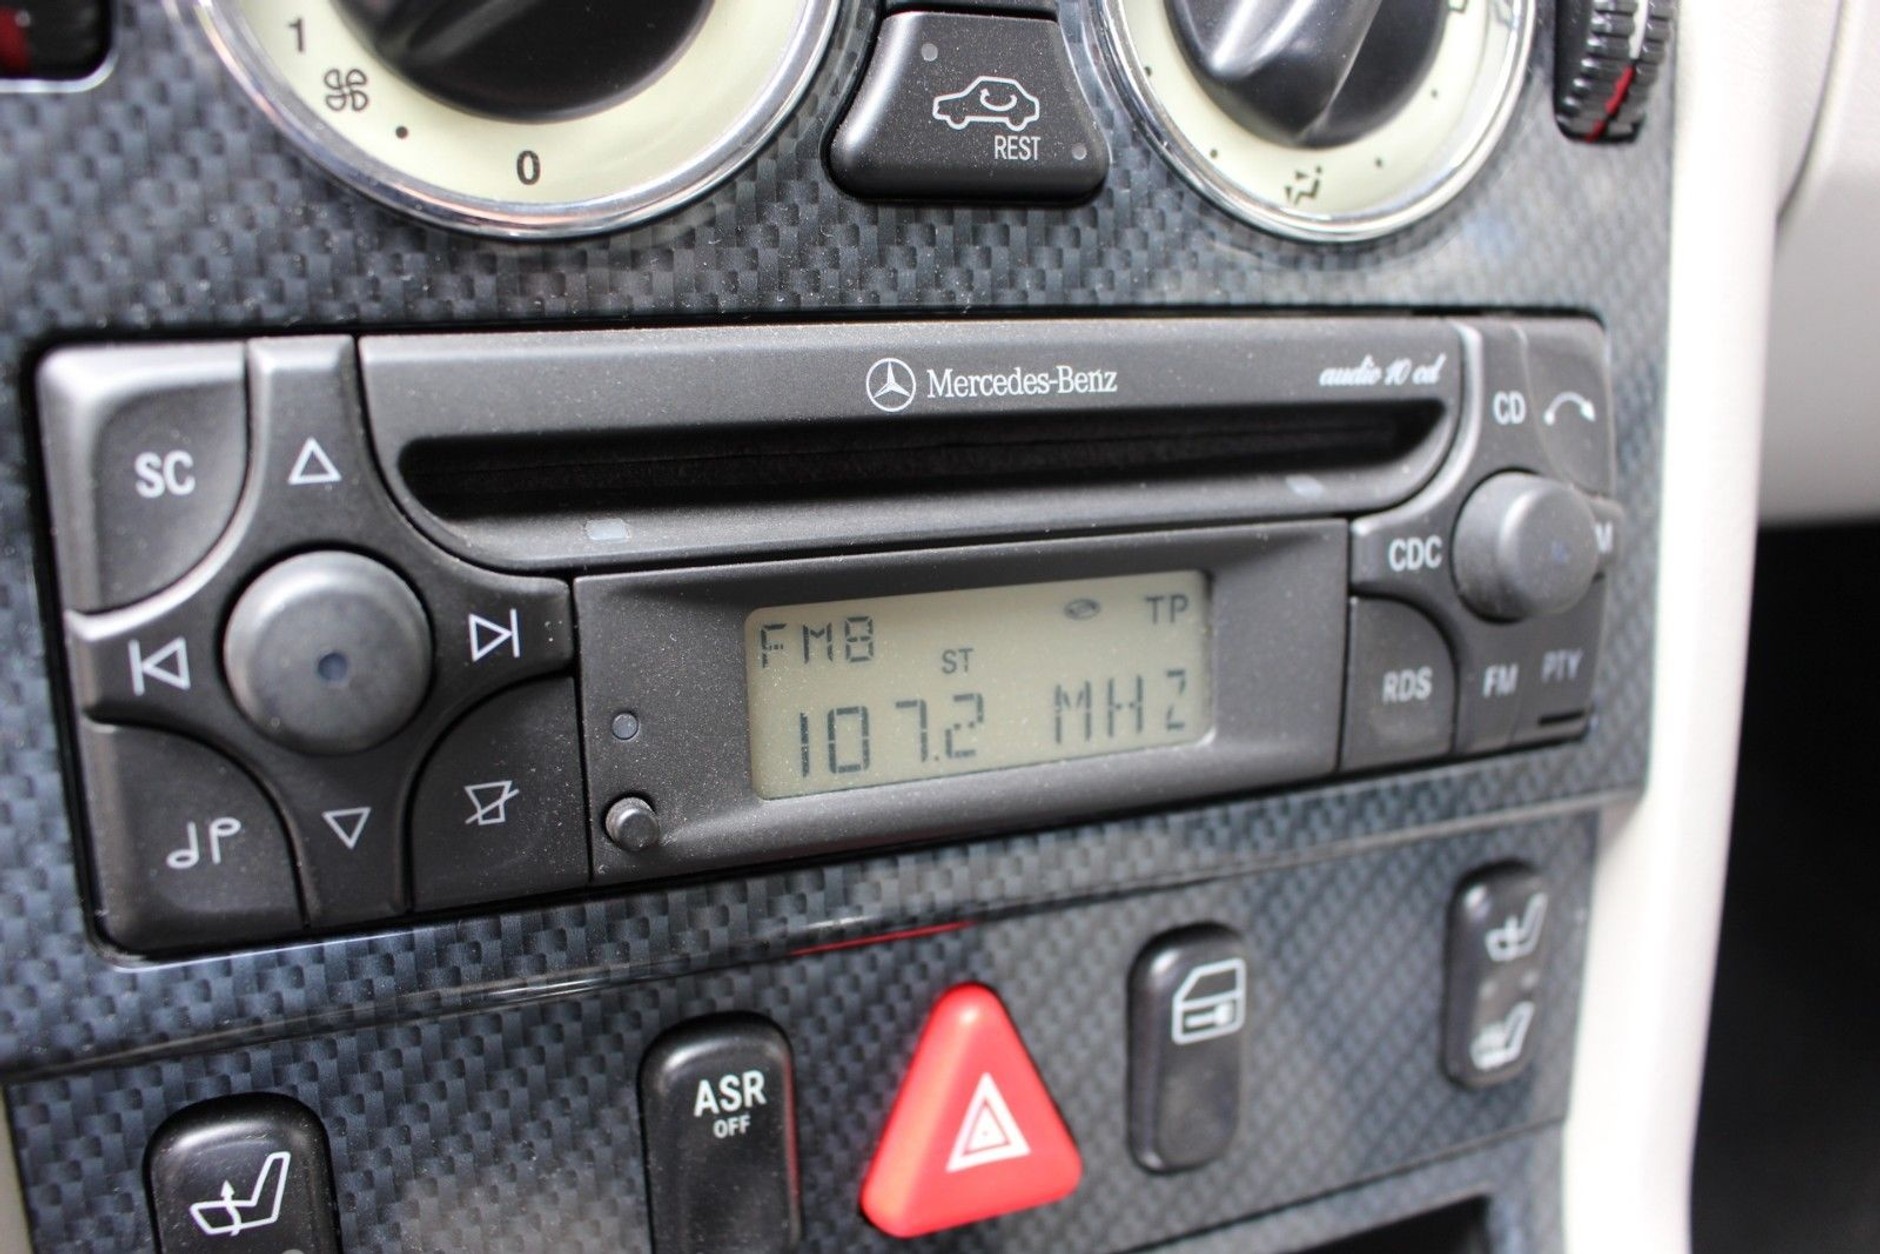 1
0
REST
Mercedes-Benz
audio 10 cd
SC
CD
CDC
FM8
TP
ST
107.2 MHZ
RDS
FM
PTY
ASR
OFF